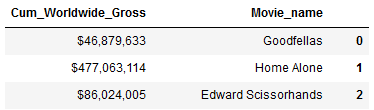 Cum_Worldwide_Gross Movie_name
$46,879,633 Goodfellas 0
$477,063,114 Home Alone 1
$86,024,005 Edward Scissorhands 2